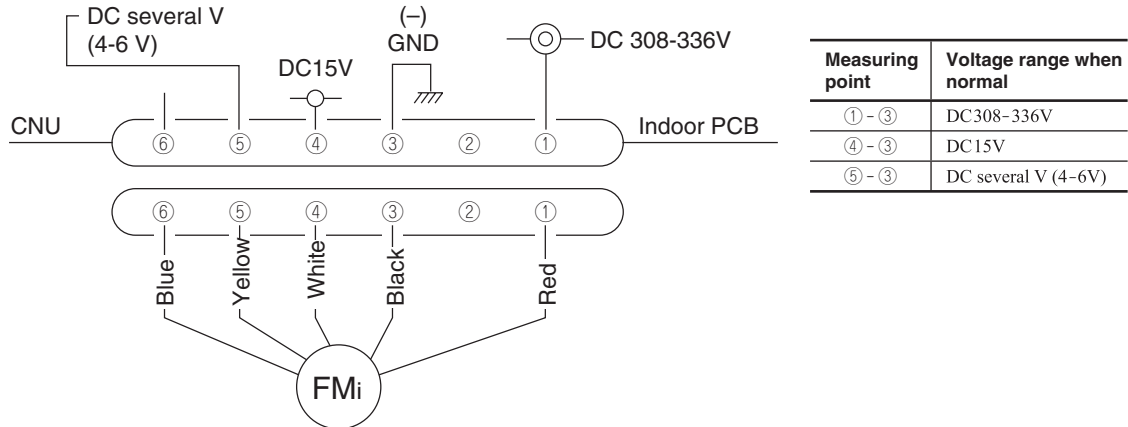 DC several V
(4-6 V)
(–)
GND
DC 308-336V
DC15V
CNU
Indoor PCB
⑥ ⑤ ④ ③ ② ①
⑥ ⑤ ④ ③ ② ①
Blue
Yellow
White
Black
Red
FMi
Measuring point
Voltage range when normal
① – ③ DC308–336V
④ – ③ DC15V
⑤ – ③ DC several V (4–6V)